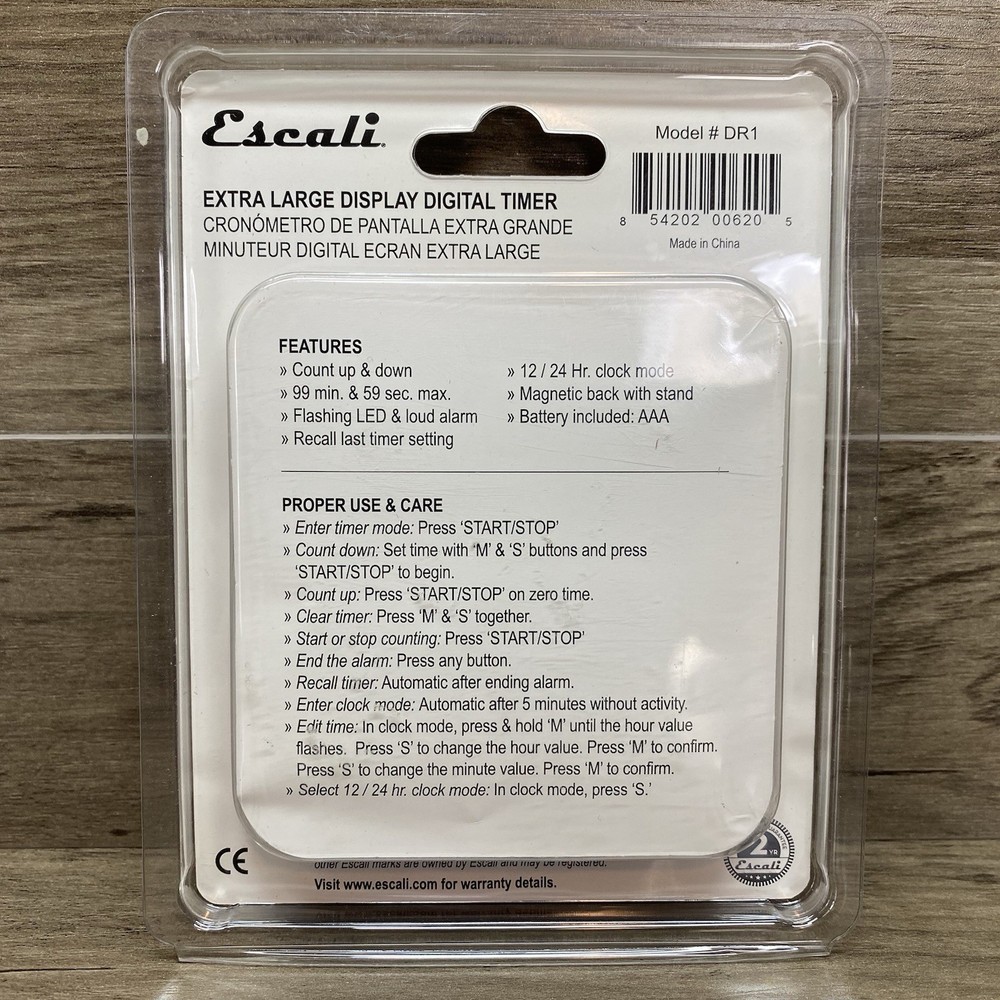 Escali
Model # DR1
EXTRA LARGE DISPLAY DIGITAL TIMER
CRONÓMETRO DE PANTALLA EXTRA GRANDE
MINUTEUR DIGITAL ECRAN EXTRA LARGE
8 54202 00620 5
Made in China
FEATURES
» Count up & down
» 99 min. & 59 sec. max.
» Flashing LED & loud alarm
» Recall last timer setting
» 12 / 24 Hr. clock mode
» Magnetic back with stand
» Battery included: AAA
PROPER USE & CARE
» Enter timer mode: Press ‘START/STOP’
» Count down: Set time with ‘M’ & ‘S’ buttons and press
‘START/STOP’ to begin.
» Count up: Press ‘START/STOP’ on zero time.
» Clear timer: Press ‘M’ & ‘S’ together.
» Start or stop counting: Press ‘START/STOP’
» End the alarm: Press any button.
» Recall timer: Automatic after ending alarm.
» Enter clock mode: Automatic after 5 minutes without activity.
» Edit time: In clock mode, press & hold ‘M’ until the hour value
flashes. Press ‘S’ to change the hour value. Press ‘M’ to confirm.
Press ‘S’ to change the minute value. Press ‘M’ to confirm.
» Select 12 / 24 hr. clock mode: In clock mode, press ‘S.’
CE
other Escali marks are owned by Escali and may be registered.
Visit www.escali.com for warranty details.
2 YR
Escali